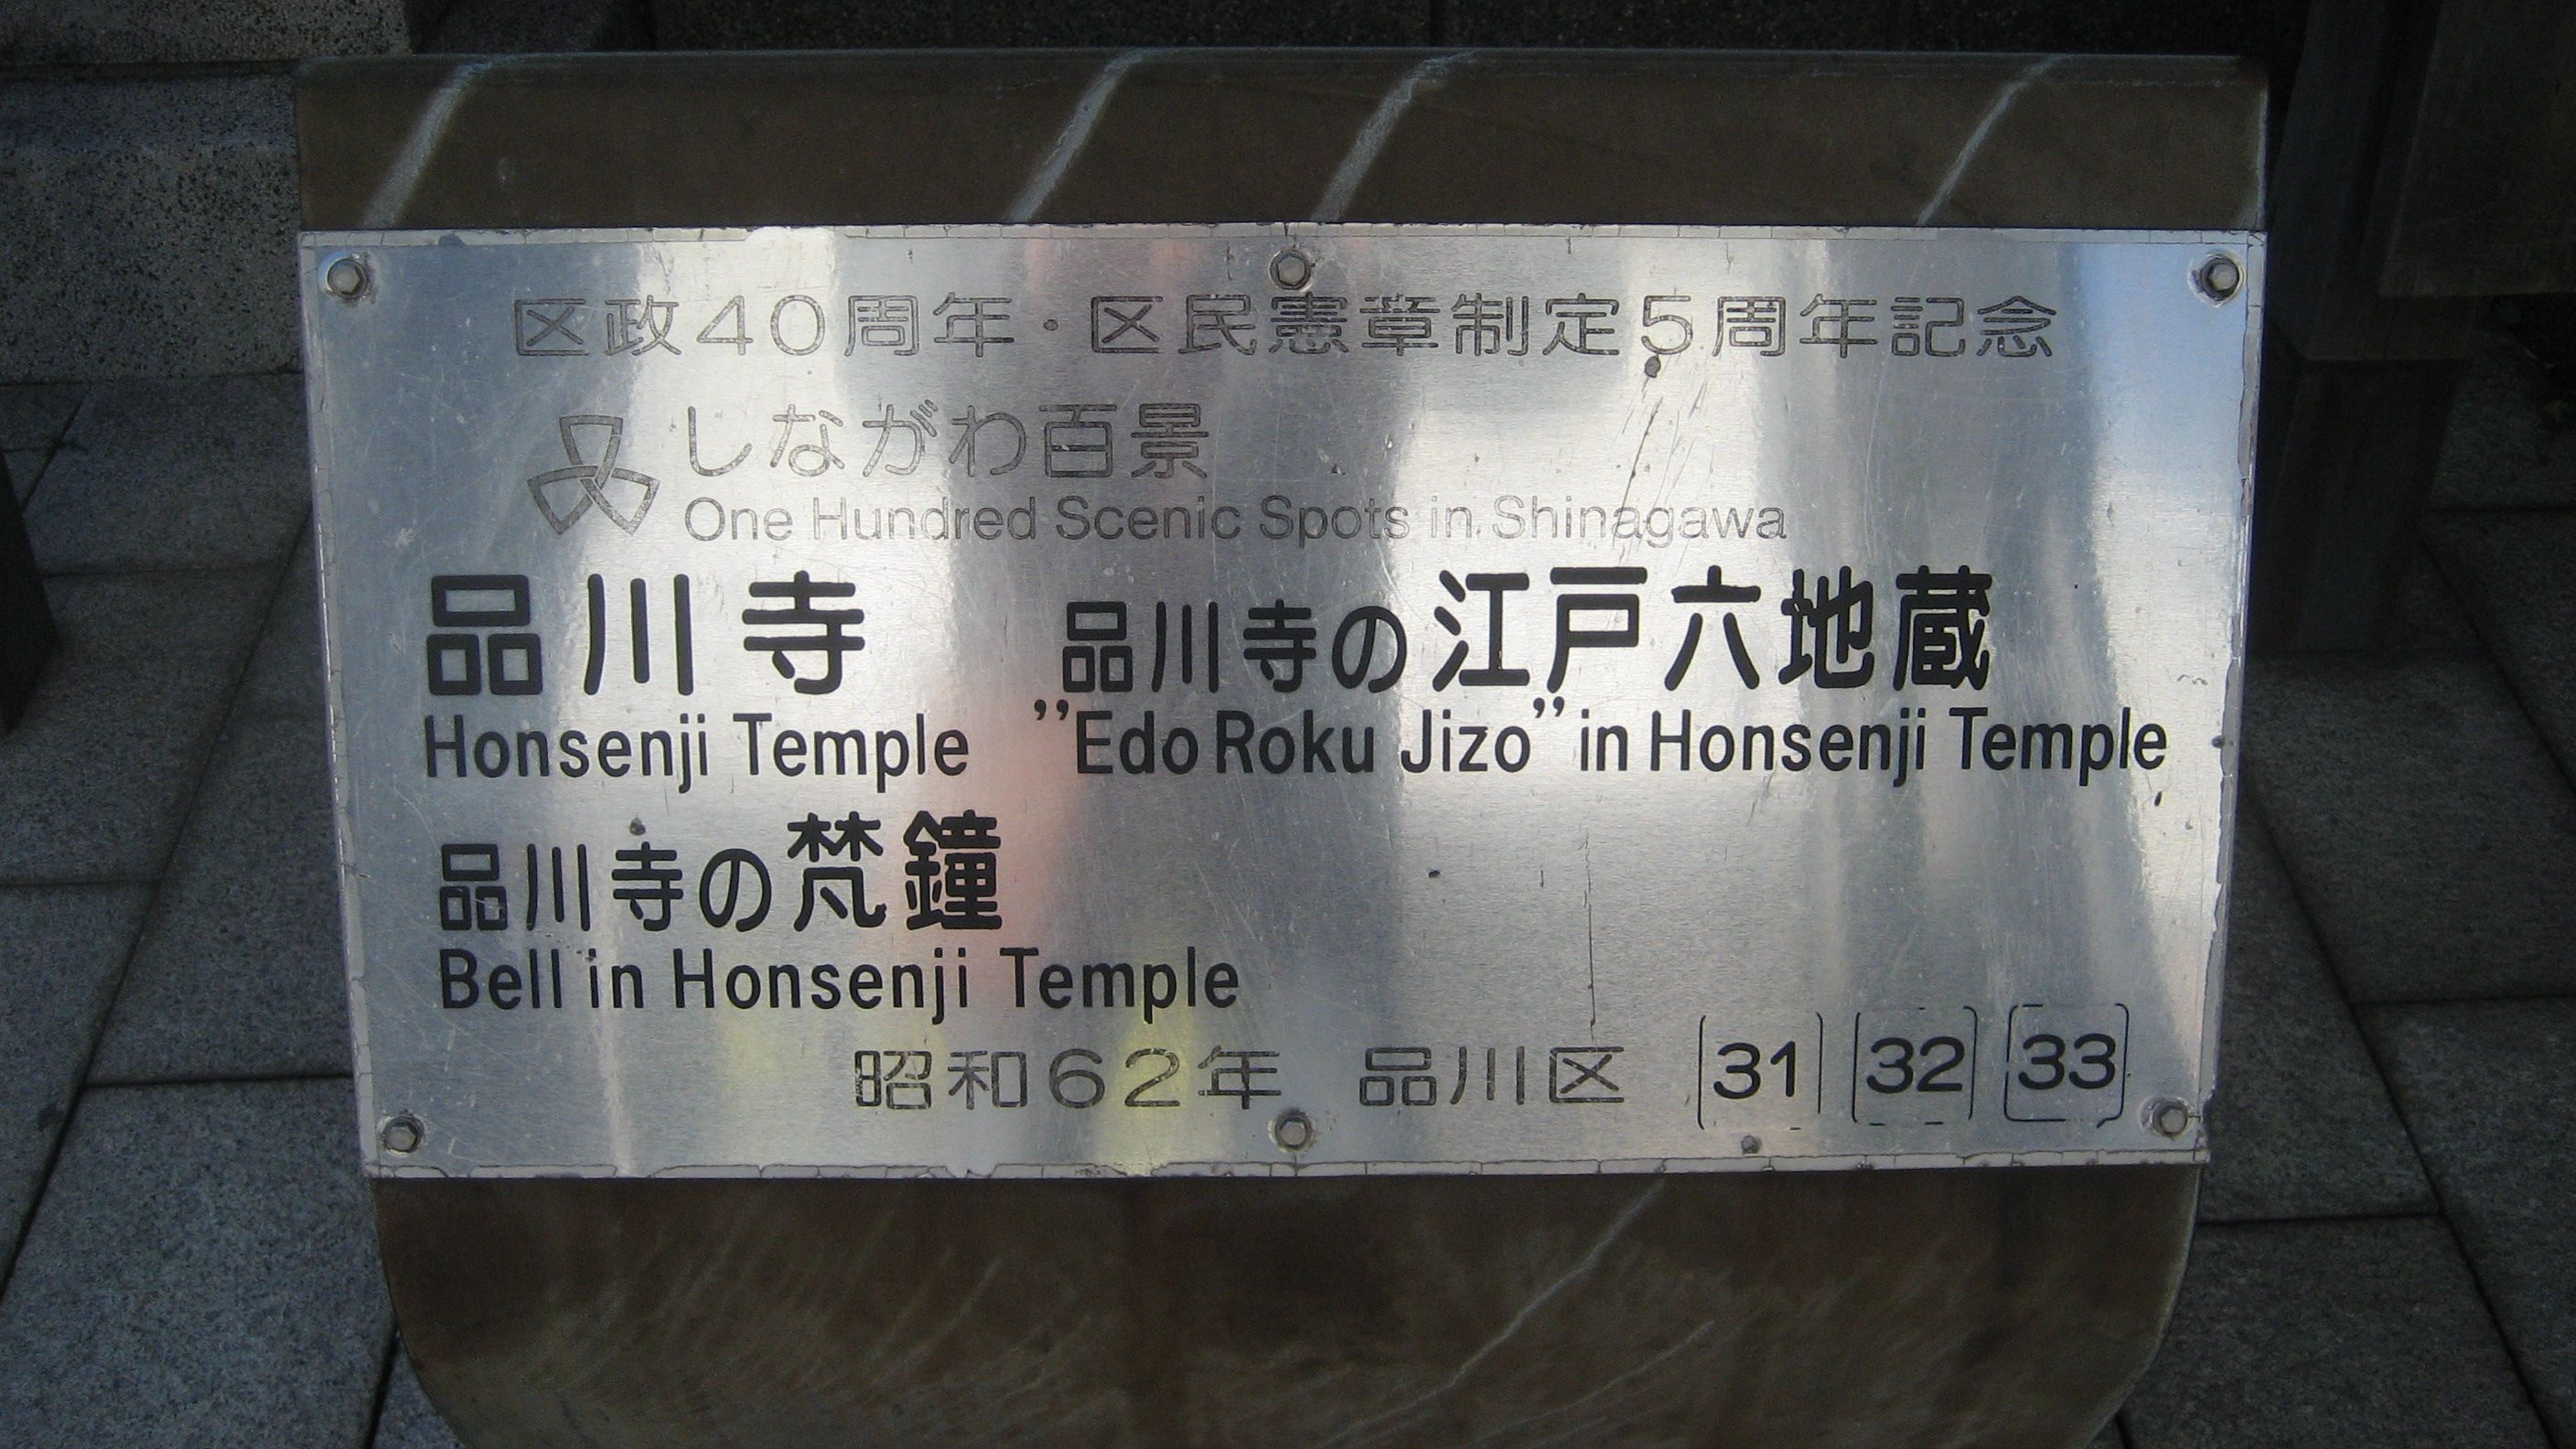 区政40周年・区民憲章制定5周年記念
しながわ百景
One Hundred Scenic Spots in Shinagawa
品川寺 品川寺の江戸六地蔵
Honsenji Temple ”Edo Roku Jizo” in Honsenji Temple
品川寺の梵鐘
Bell in Honsenji Temple
昭和62年 品川区 31 32 33